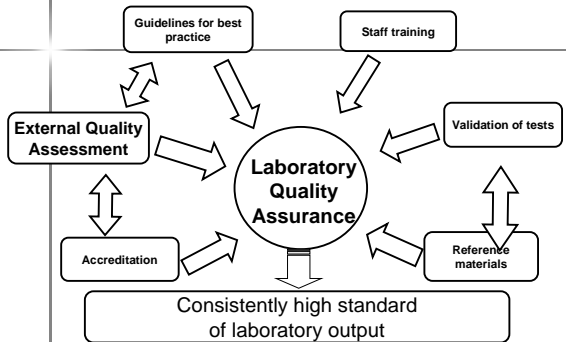 Guidelines for best
practice
Staff training
External Quality
Assessment
Validation of tests
Laboratory
Quality
Assurance
Accreditation
Reference
materials
Consistently high standard
of laboratory output